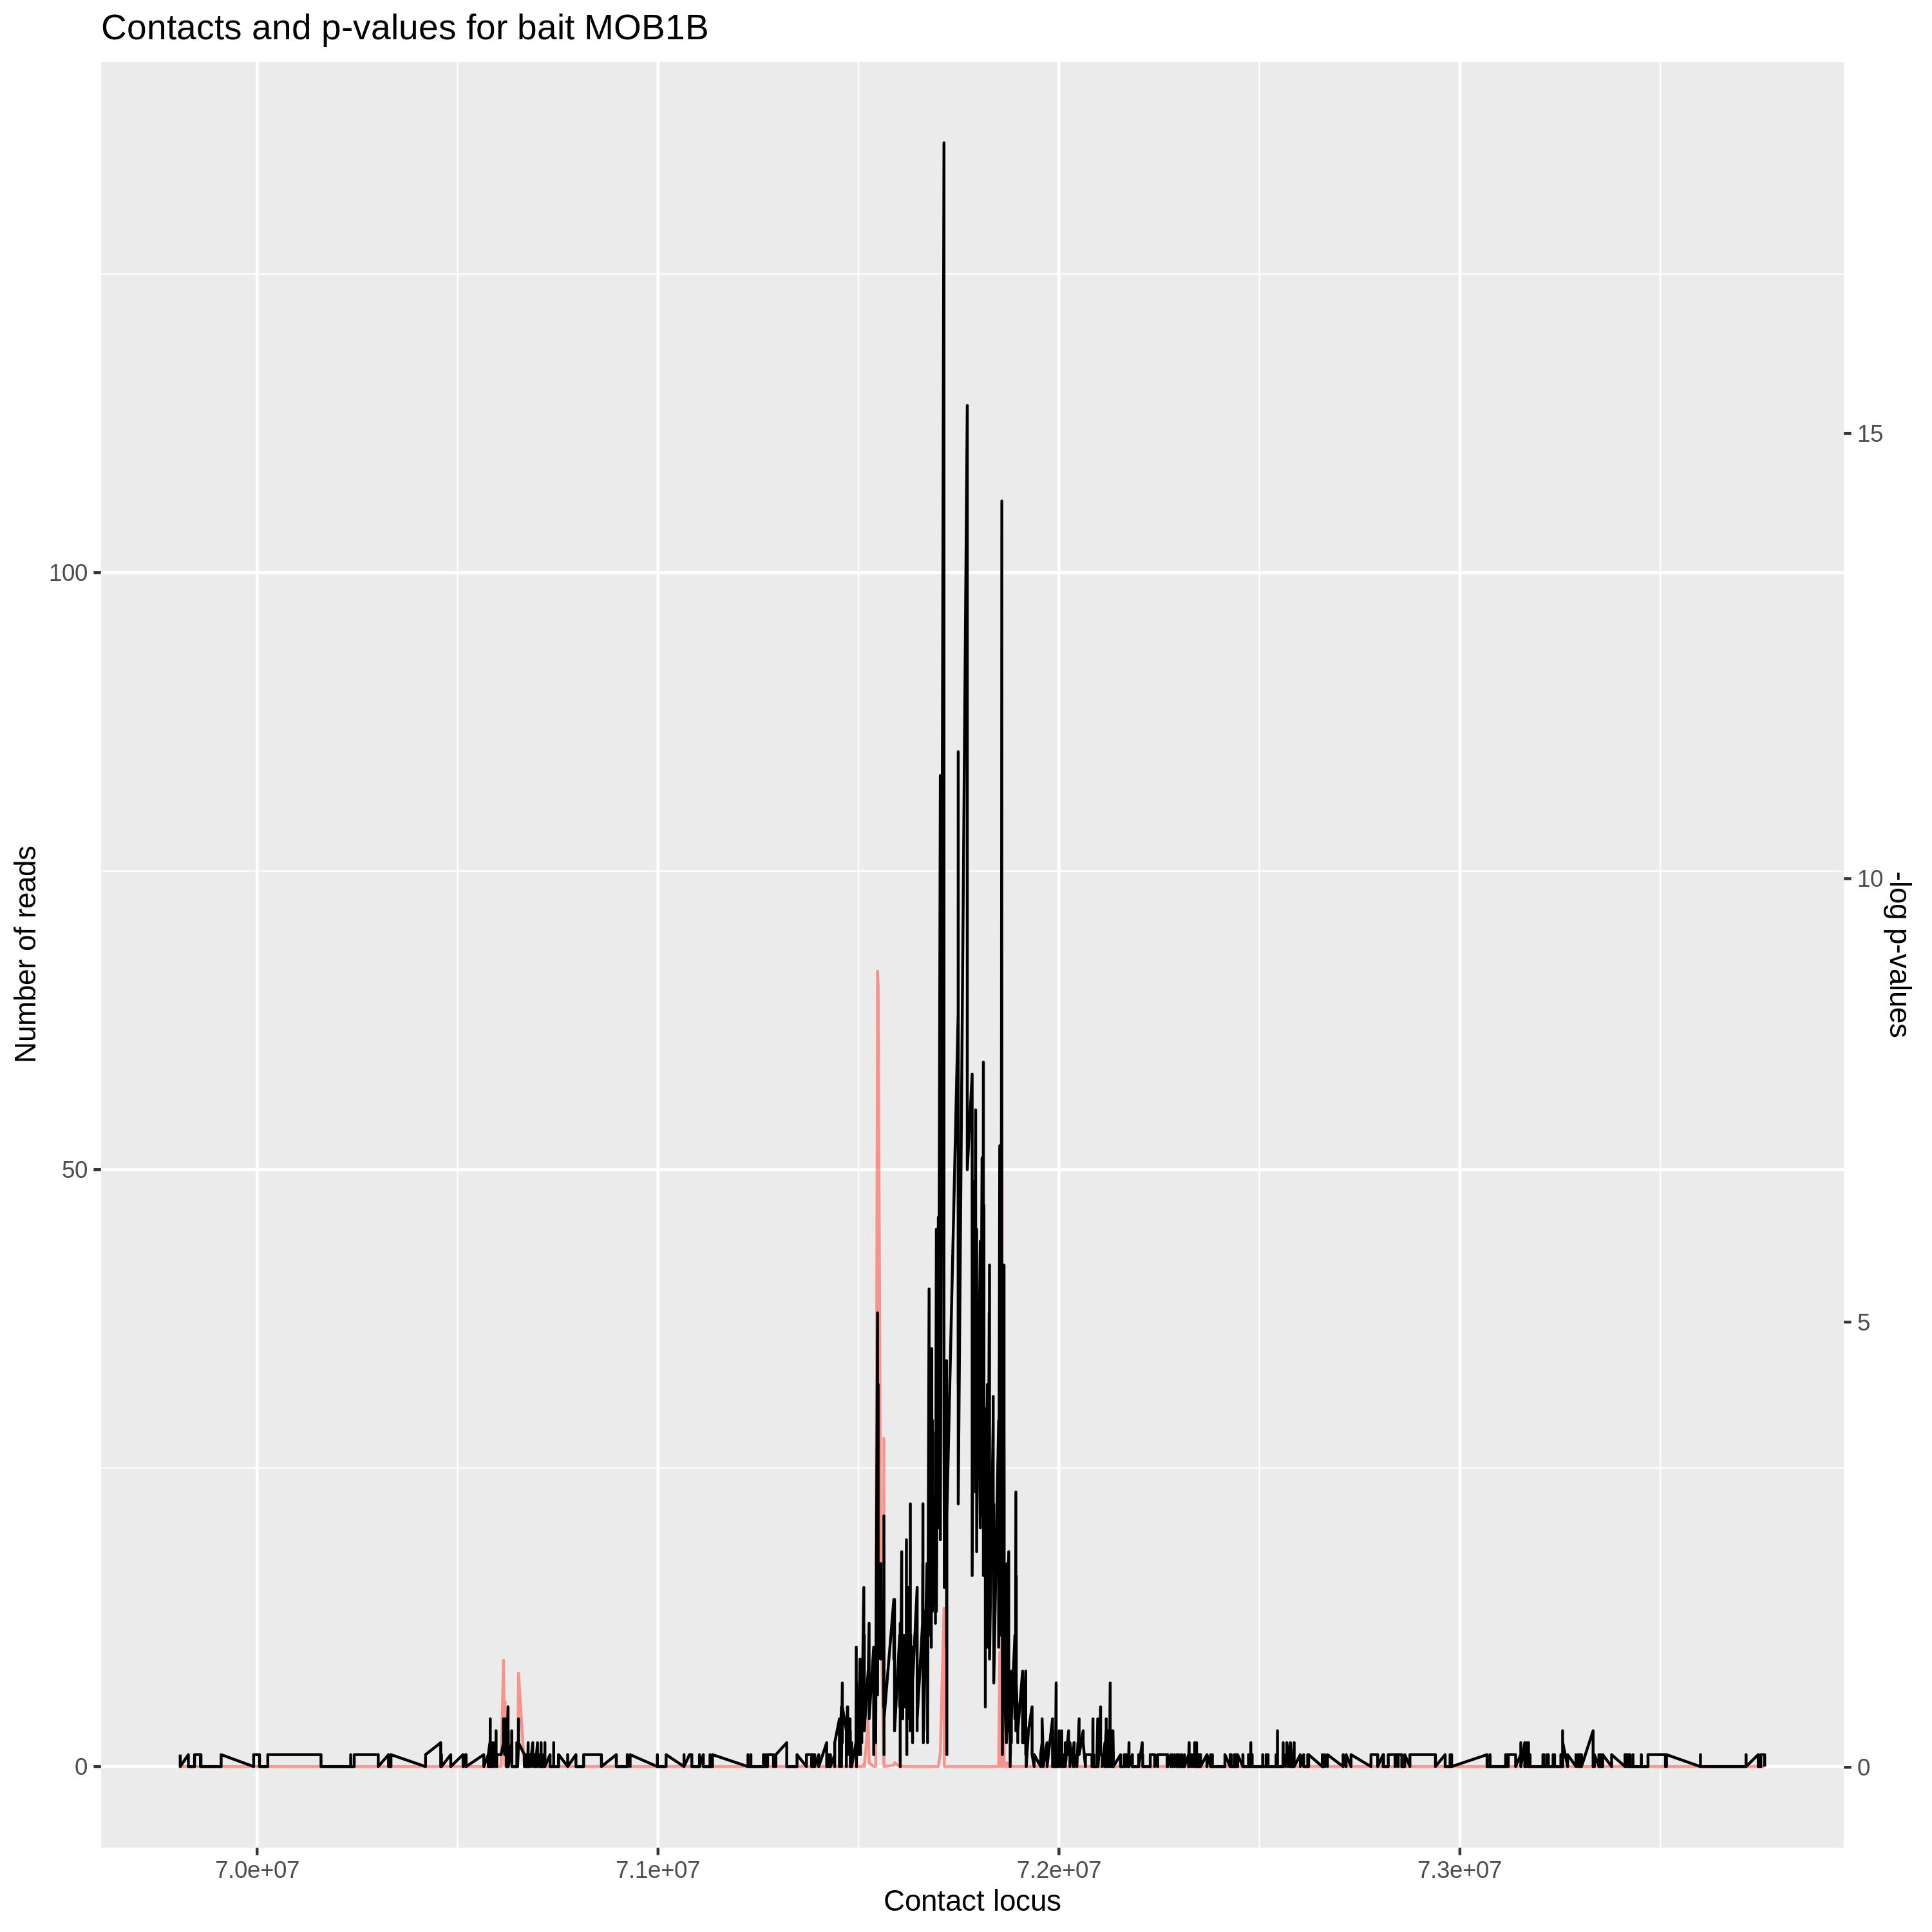 Contacts and p-values for bait MOB1B
Number of reads
100
50
0
15
10
5
0
-log p-values
7.0e+07 7.1e+07 7.2e+07 7.3e+07
Contact locus